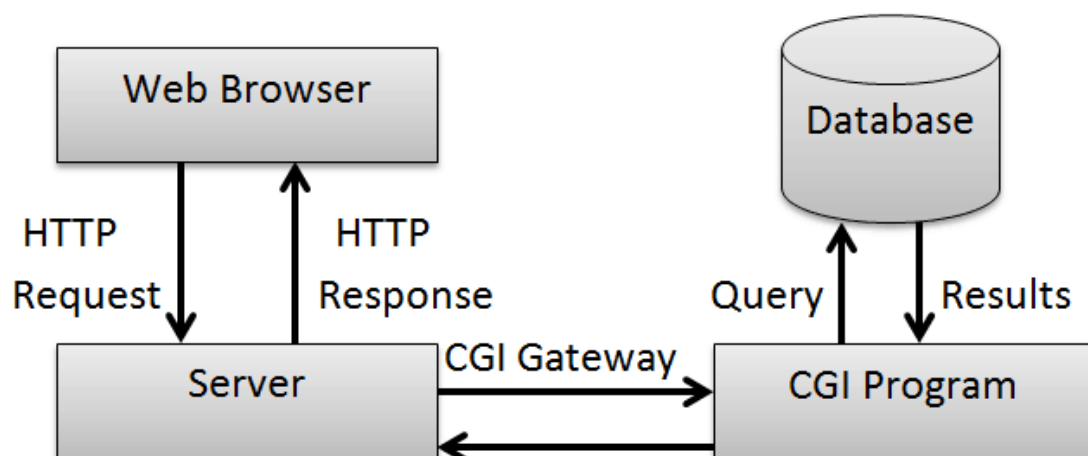 Web Browser
Database
HTTP
Request
HTTP
Response
Query
Results
Server
CGI Gateway
CGI Program